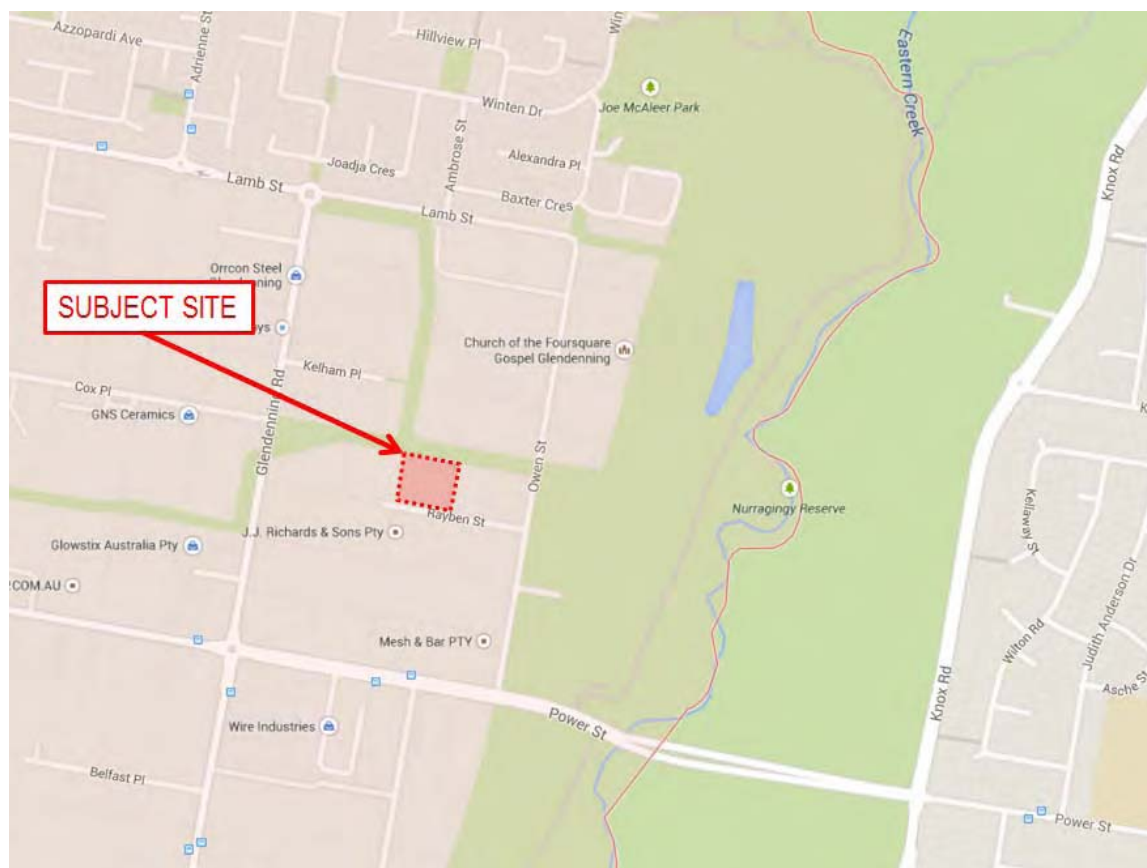 Azzopardi Ave
Adrienne St
Hillview Pl
Win
Eastern Creek
Joe McAleer Park
Winten Dr
Knox Rd
Ambrose St
Joadja Cres
Alexandra Pl
Lamb St
Baxter Cres
Lamb St
Orrcon Steel
SUBJECT SITE
Church of the Foursquare
Gospel Glendenning
Kelham Pl
Cox Pl
GNS Ceramics
Glendenning Rd
Owen St
Kellaway St
Nurragingy Reserve
Rayben St
J.J. Richards & Sons Pty
Glowstix Australia Pty
.COM.AU
Judith Anderson Dr
Mesh & Bar PTY
Wilton Rd
Asche St
Knox Rd
Wire Industries
Power St
Belfast Pl
Power St